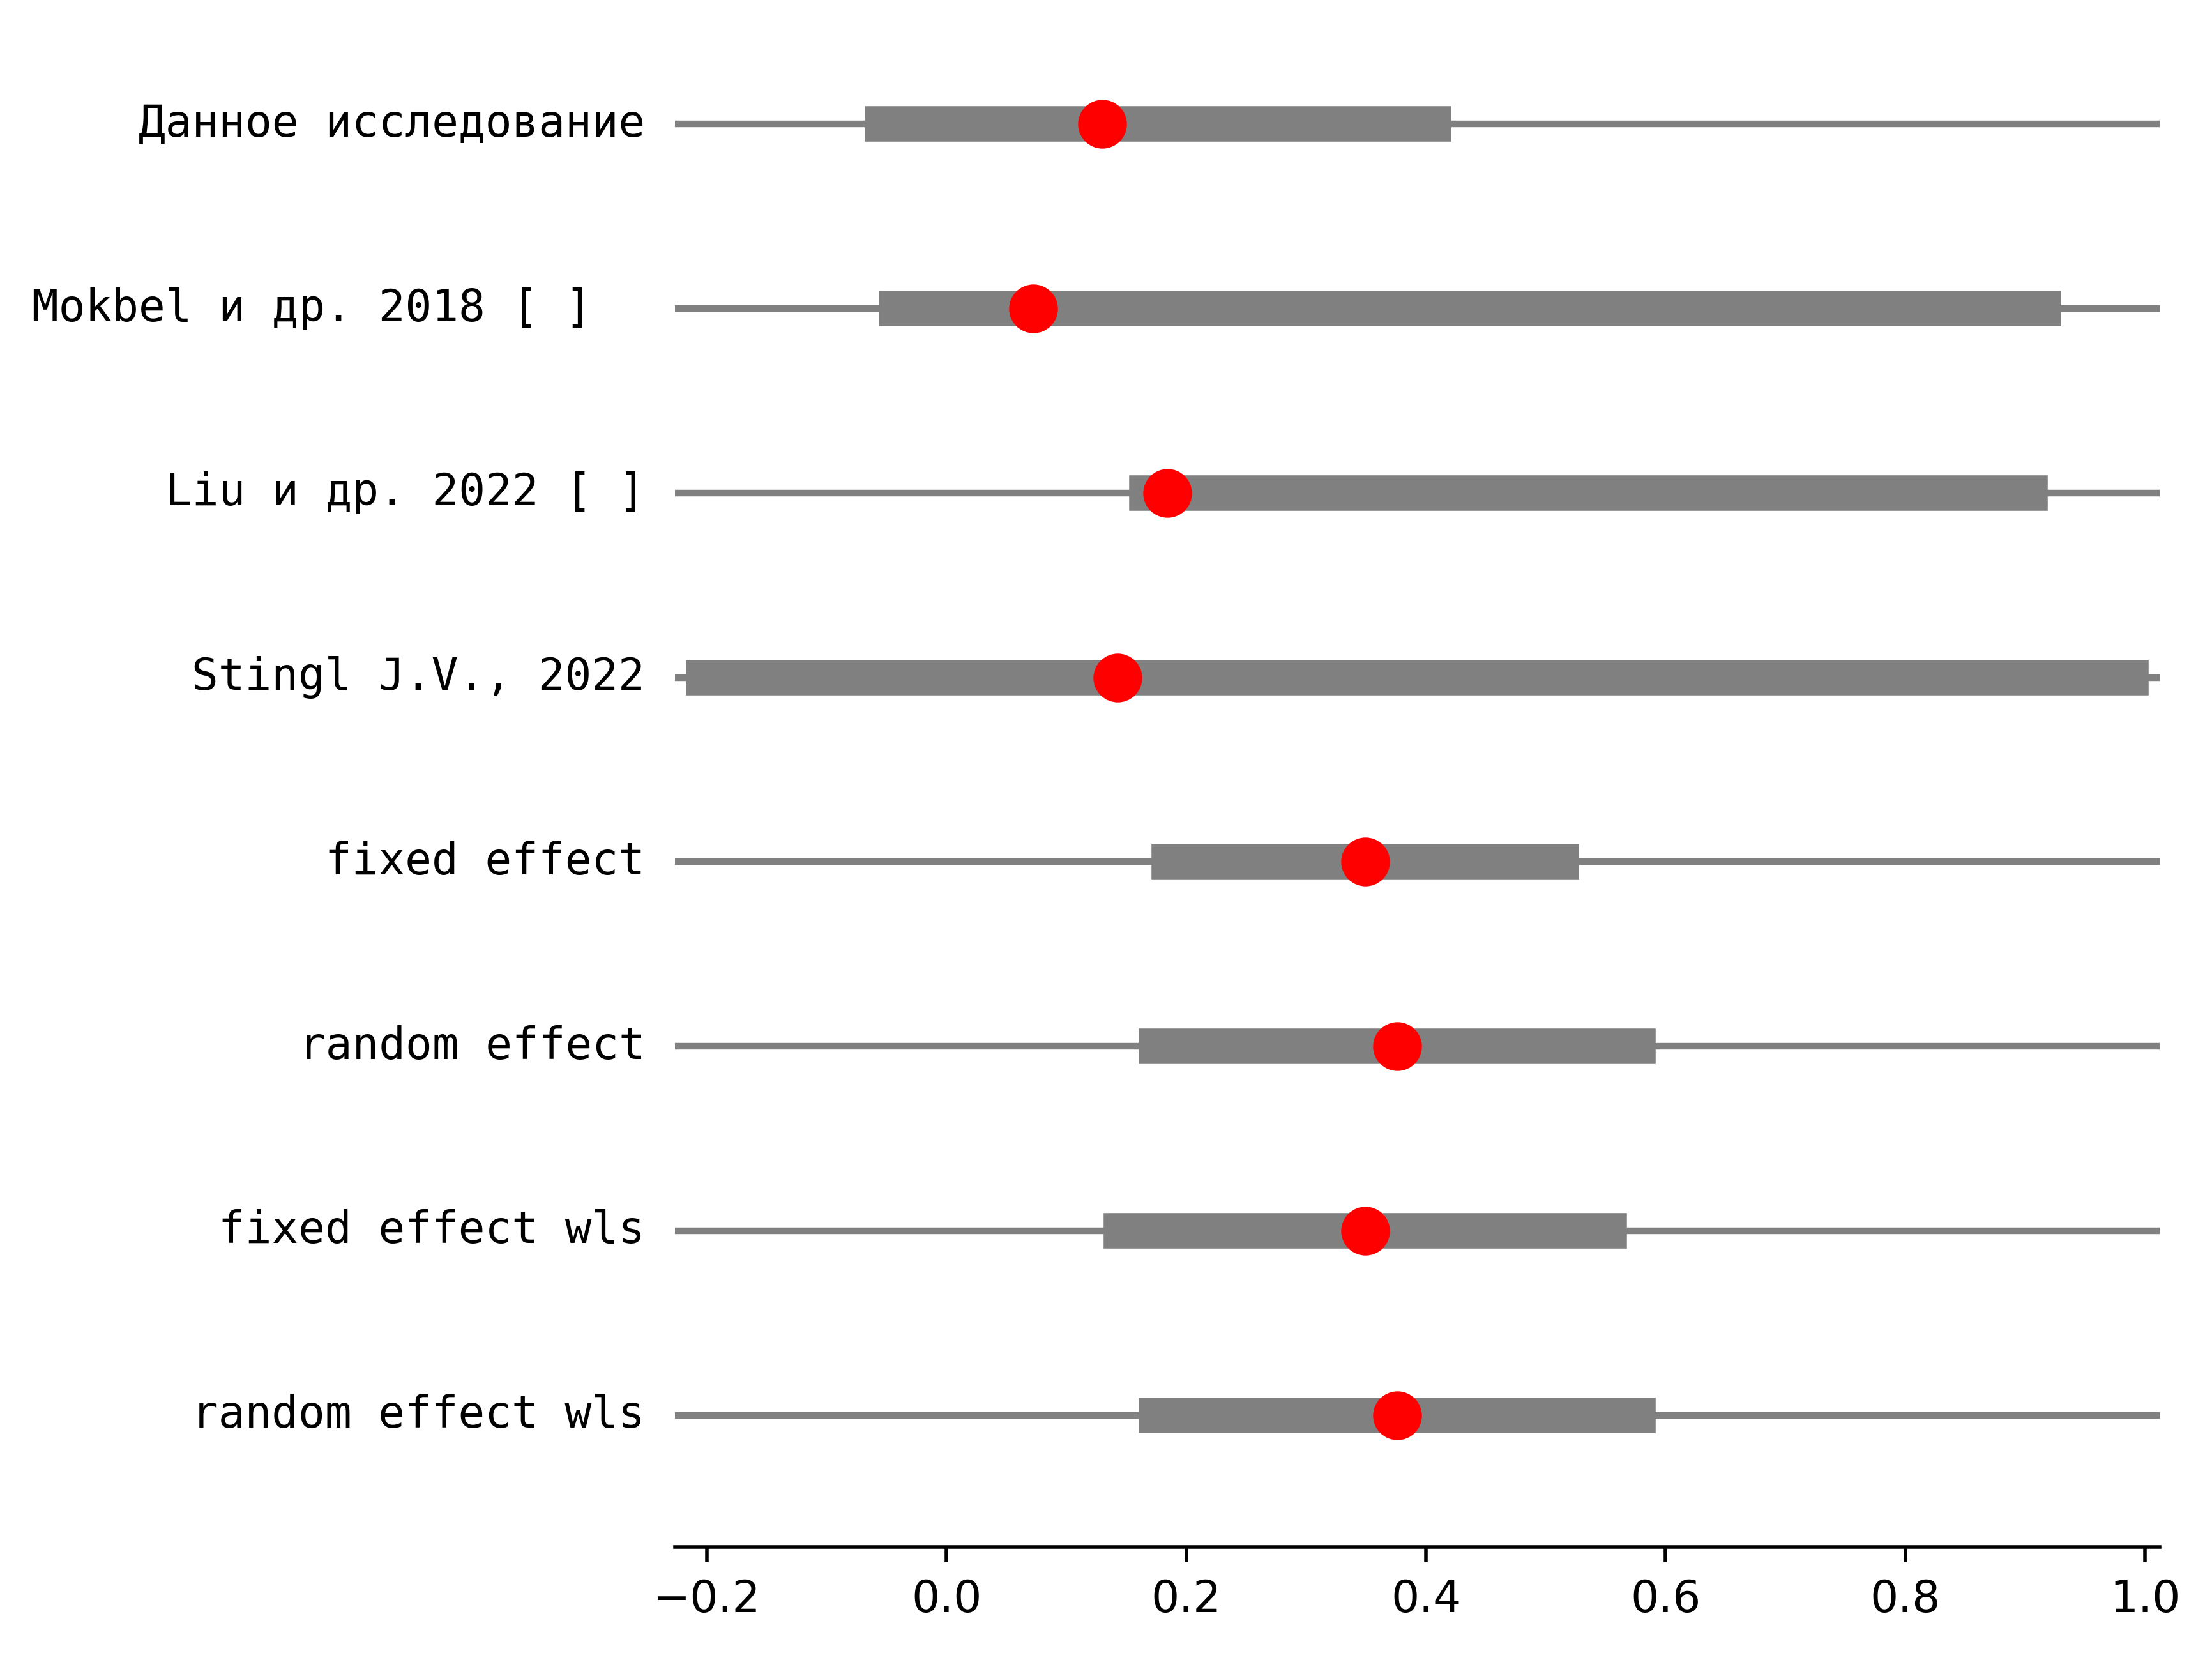 Данное исследование
Mokbel и др. 2018 [ ]
Liu и др. 2022 [ ]
Stingl J.V., 2022
fixed effect
random effect
fixed effect wls
random effect wls
−0.2 0.0 0.2 0.4 0.6 0.8 1.0